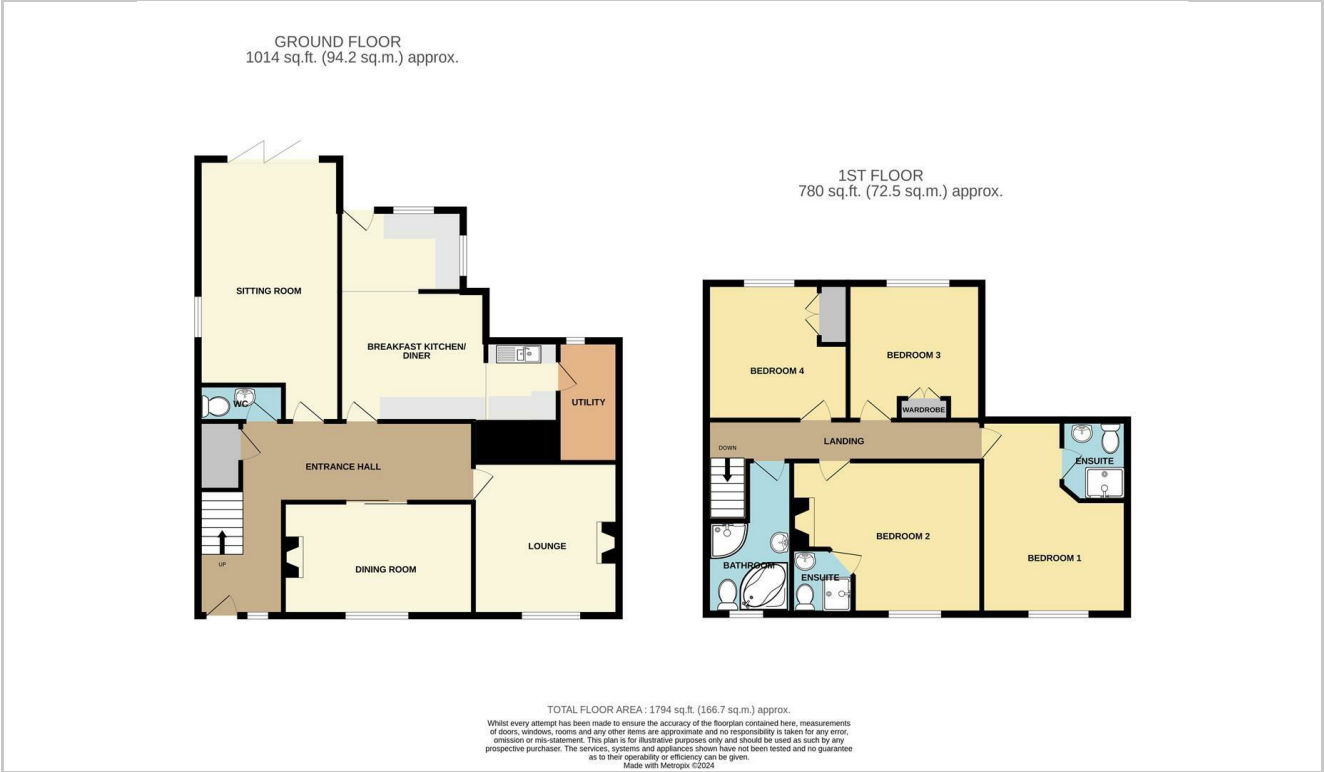 GROUND FLOOR
1014 sq.ft. (94.2 sq.m.) approx.
SITTING ROOM
BREAKFAST KITCHEN/
DINER
WC
UTILITY
ENTRANCE HALL
LOUNGE
DINING ROOM
UP
1ST FLOOR
780 sq.ft. (72.5 sq.m.) approx.
BEDROOM 4
BEDROOM 3
WARDROBE
LANDING
DOWN
ENSUITE
BEDROOM 2
BEDROOM 1
BATHROOM
ENSUITE
TOTAL FLOOR AREA : 1794 sq.ft. (166.7 sq.m.) approx.
Whilst every attempt has been made to ensure the accuracy of the floorplan contained here, measurements
of doors, windows, rooms and any other items are approximate and no responsibility is taken for any error,
omission or mis-statement. This plan is for illustrative purposes only and should be used as such by any
prospective purchaser. The services, systems and appliances shown have not been tested and no guarantee
as to their operability or efficiency can be given.
Made with Metropix ©2024